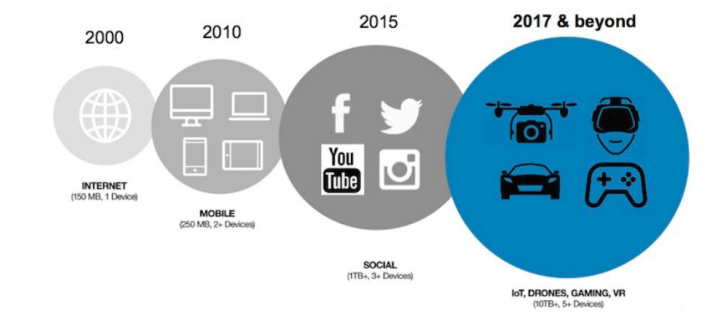 2000
2010
2015
2017 & beyond
f
You
Tube
INTERNET
(150 MB, 1 Device)
MOBILE
(250 MB, 2+ Devices)
SOCIAL
(1TB+, 3+ Devices)
IoT, DRONES, GAMING, VR
(10TB+, 5+ Devices)